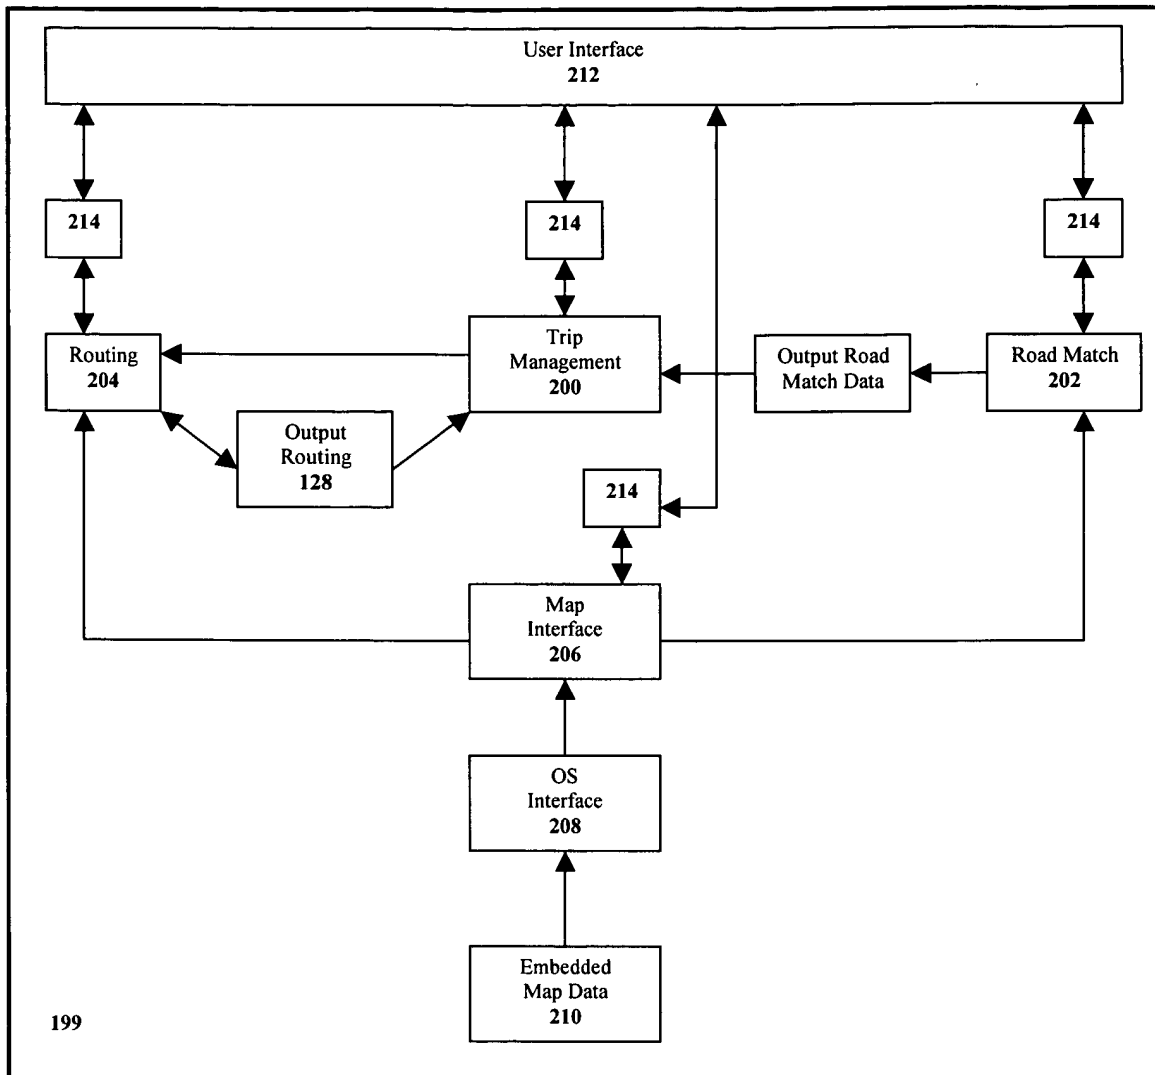 User Interface
212
214
214
214
Routing
204
Trip
Management
200
Output Road
Match Data
Road Match
202
Output
Routing
128
214
Map
Interface
206
OS
Interface
208
Embedded
Map Data
210
199